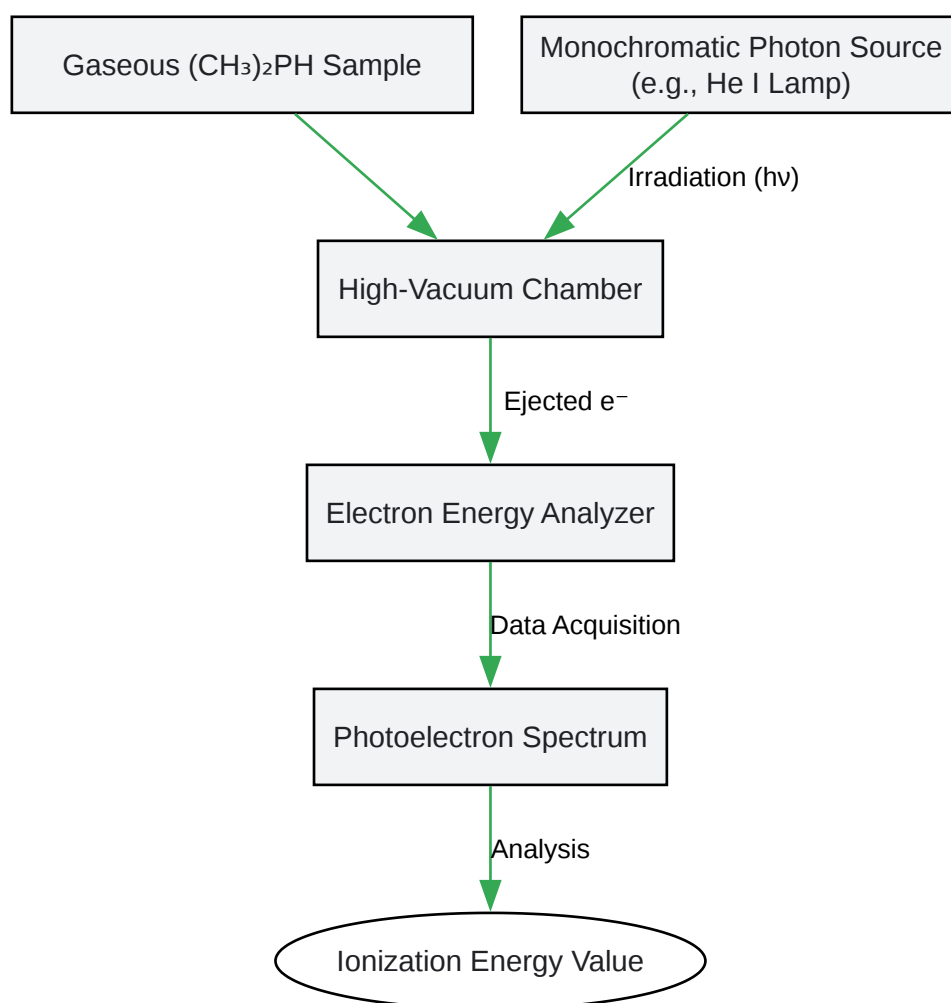 Gaseous (CH₃)₂PH Sample
Monochromatic Photon Source
(e.g., He I Lamp)
Irradiation (hν)
High-Vacuum Chamber
Ejected e⁻
Electron Energy Analyzer
Data Acquisition
Photoelectron Spectrum
Analysis
Ionization Energy Value